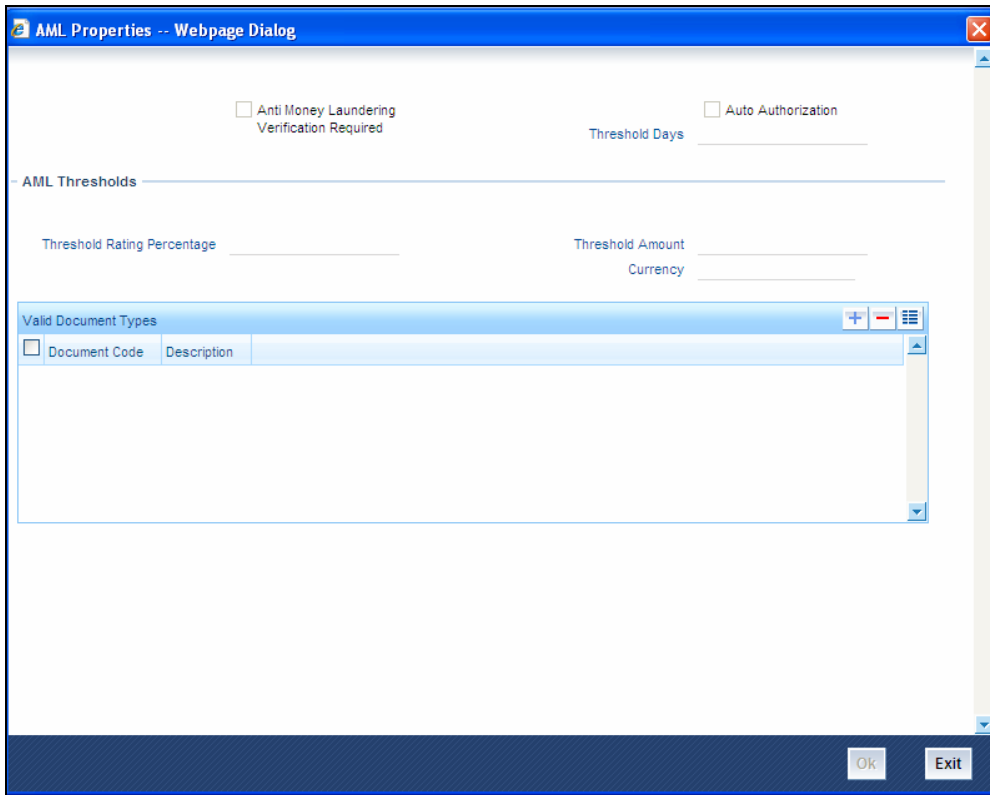 AML Properties -- Webpage Dialog
Anti Money Laundering
Verification Required
Auto Authorization
Threshold Days
AML Thresholds
Threshold Rating Percentage
Threshold Amount
Currency
Valid Document Types
Document Code Description
Ok Exit